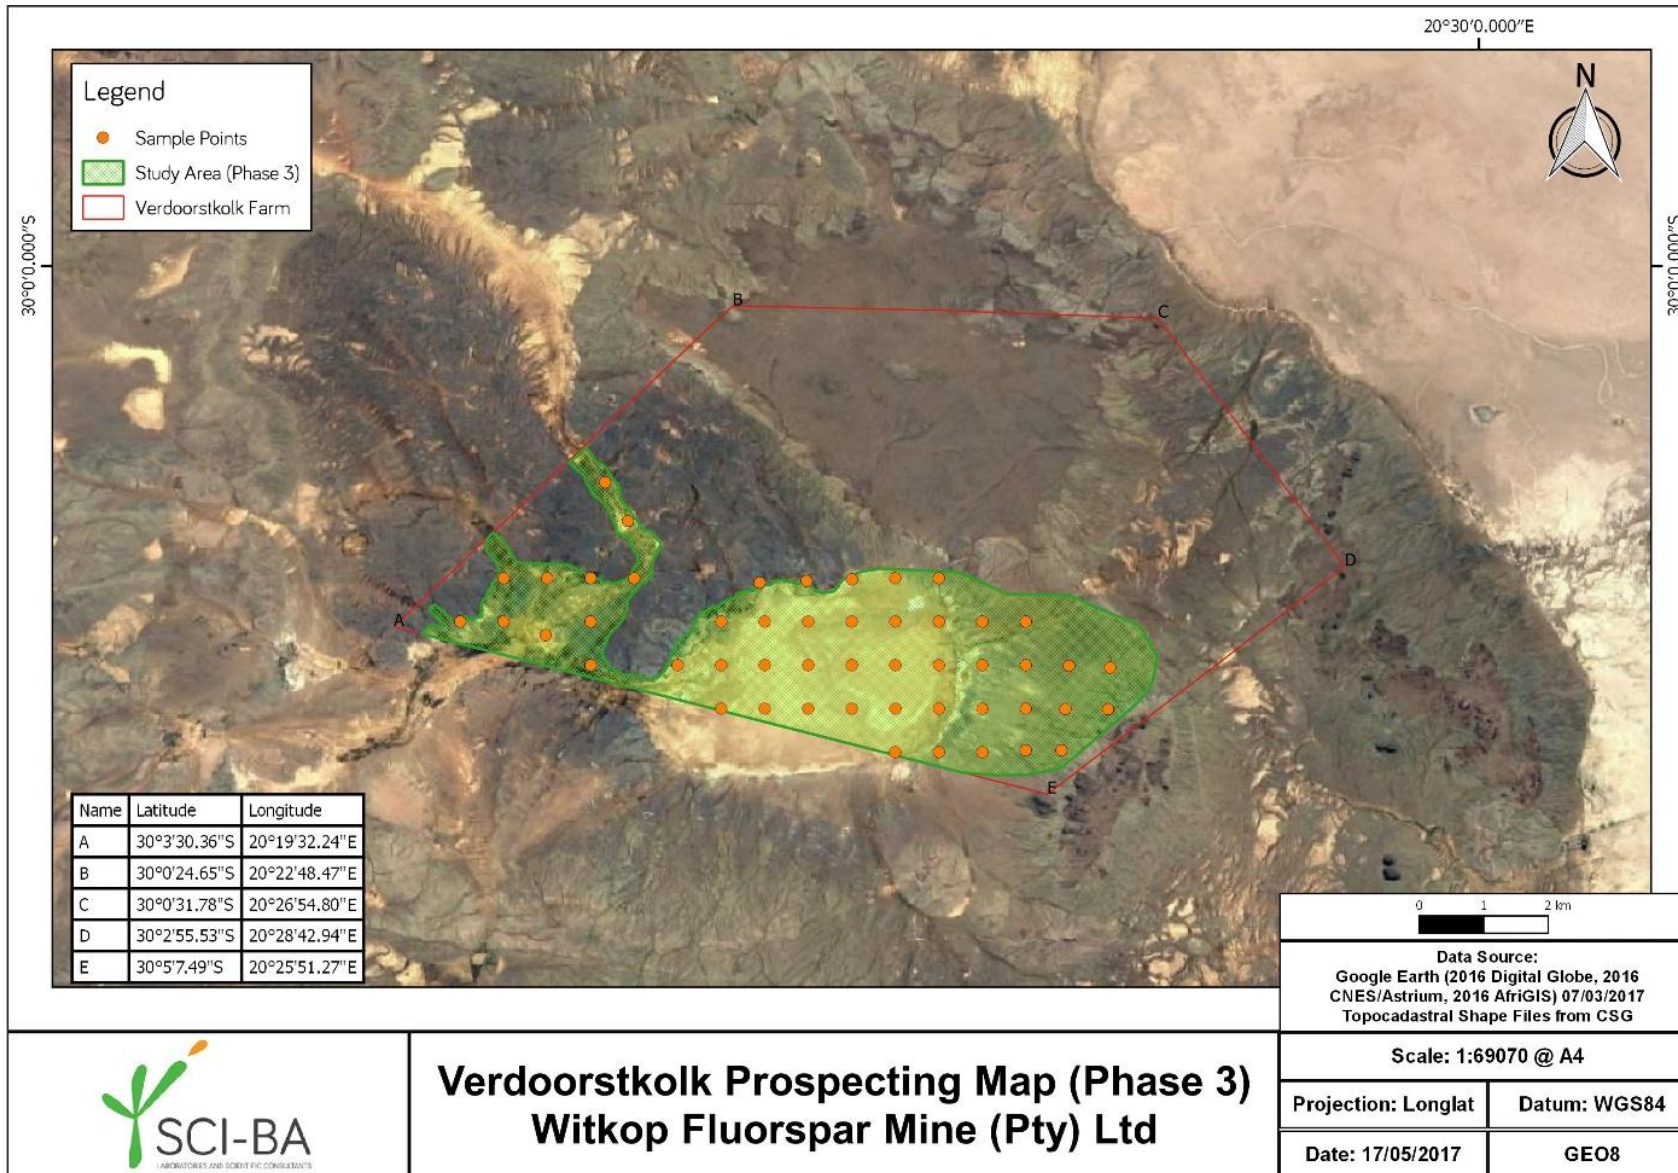 20°30'0.000"E
Legend
Sample Points
Study Area (Phase 3)
Verdoorstkolk Farm
N
30°0'0.000"S
30°0'0.000"S
B
C
D
A
E
Name Latitude Longitude
A 30°3'30.36"S 20°19'32.24"E
B 30°0'24.65"S 20°22'48.47"E
C 30°0'31.78"S 20°26'54.80"E
D 30°2'55.53"S 20°28'42.94"E
E 30°5'7.49"S 20°25'51.27"E
0 1 2 km
Data Source:
Google Earth (2016 Digital Globe, 2016
CNES/Astrium, 2016 AfriGIS) 07/03/2017
Topocadastral Shape Files from CSG
Scale: 1:69070 @ A4
Projection: Longlat
Datum: WGS84
Date: 17/05/2017
GEO8
Verdoorstkolk Prospecting Map (Phase 3)
Witkop Fluorspar Mine (Pty) Ltd
SCI-BA
LABORATORIES AND SCIENTIFIC CONSULTANTS